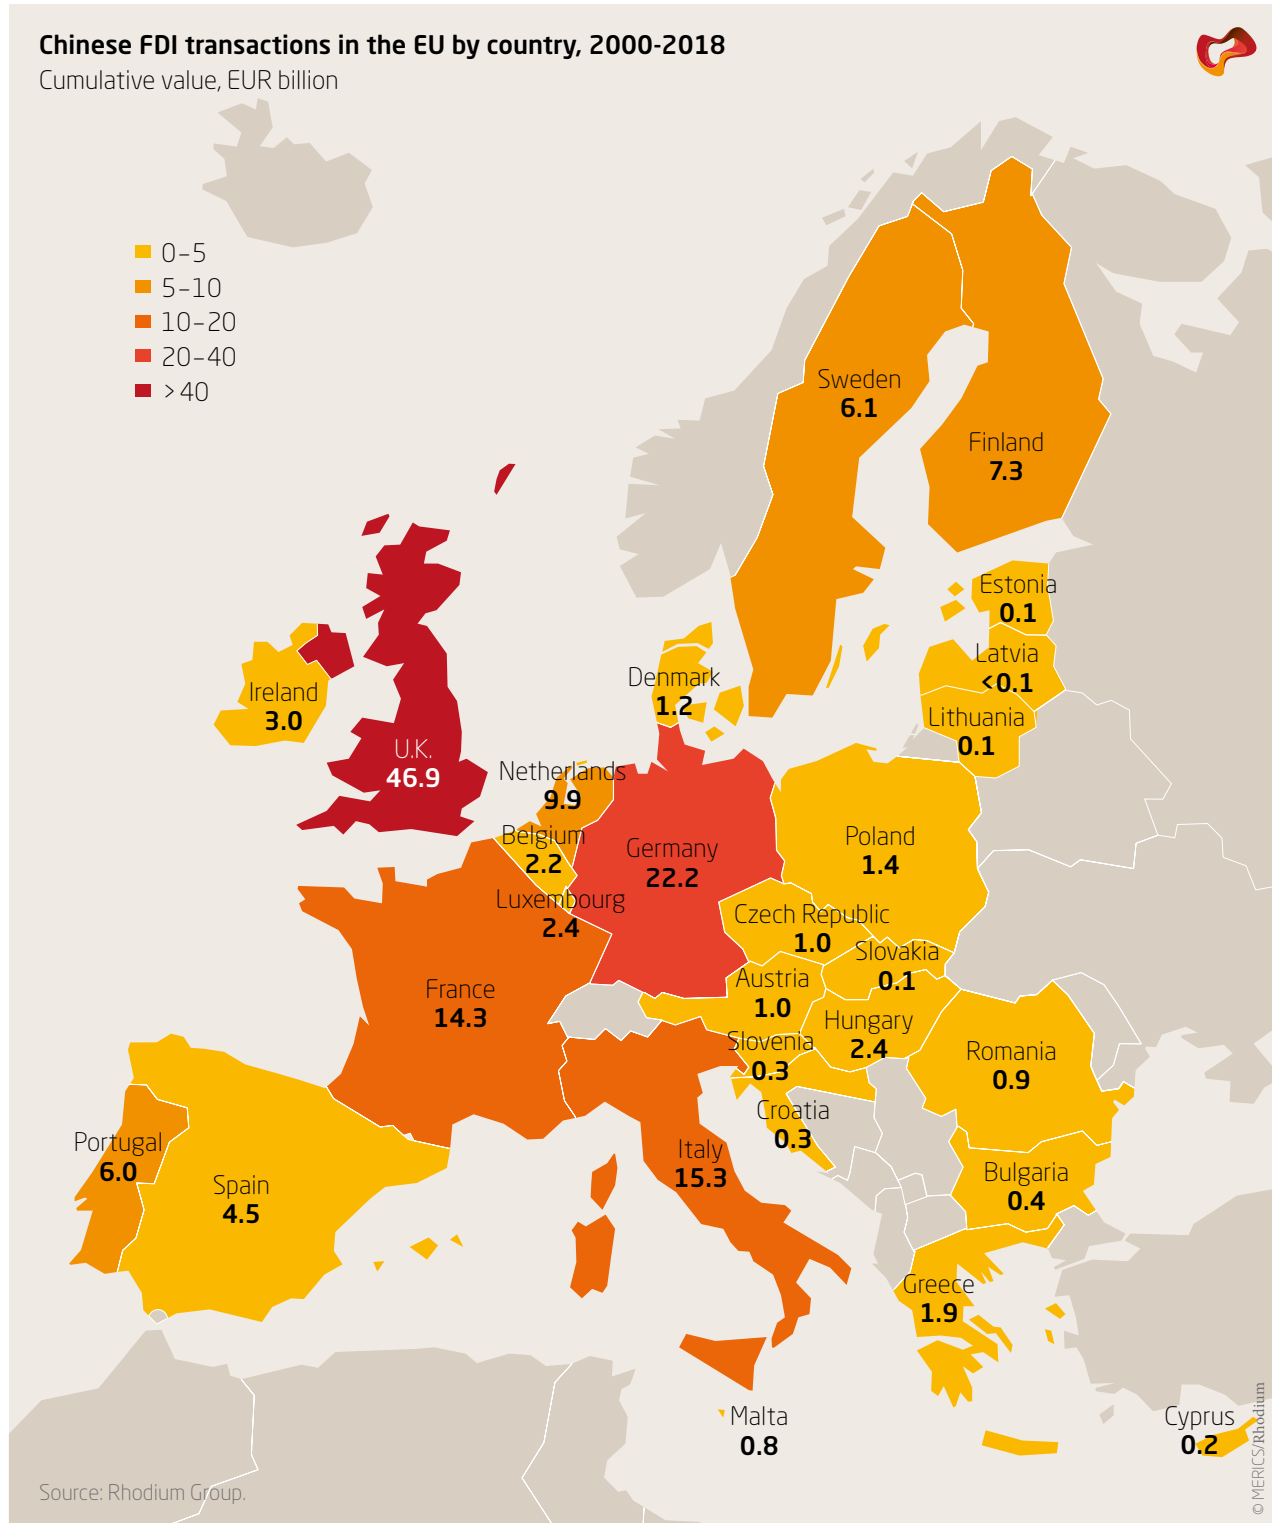 Chinese FDI transactions in the EU by country, 2000-2018
Cumulative value, EUR billion
0–5
5–10
10–20
20–40
>40
Sweden
6.1
Finland
7.3
Estonia
0.1
Latvia
<0.1
Lithuania
0.1
Denmark
1.2
Ireland
3.0
U.K.
46.9
Netherlands
9.9
Belgium
2.2
Luxembourg
2.4
Germany
22.2
Poland
1.4
Czech Republic
1.0
Slovakia
0.1
Austria
1.0
Hungary
2.4
Slovenia
0.3
Croatia
0.3
Romania
0.9
Bulgaria
0.4
France
14.3
Italy
15.3
Portugal
6.0
Spain
4.5
Greece
1.9
Malta
0.8
Cyprus
0.2
Source: Rhodium Group.
© MERICS/Rhodium